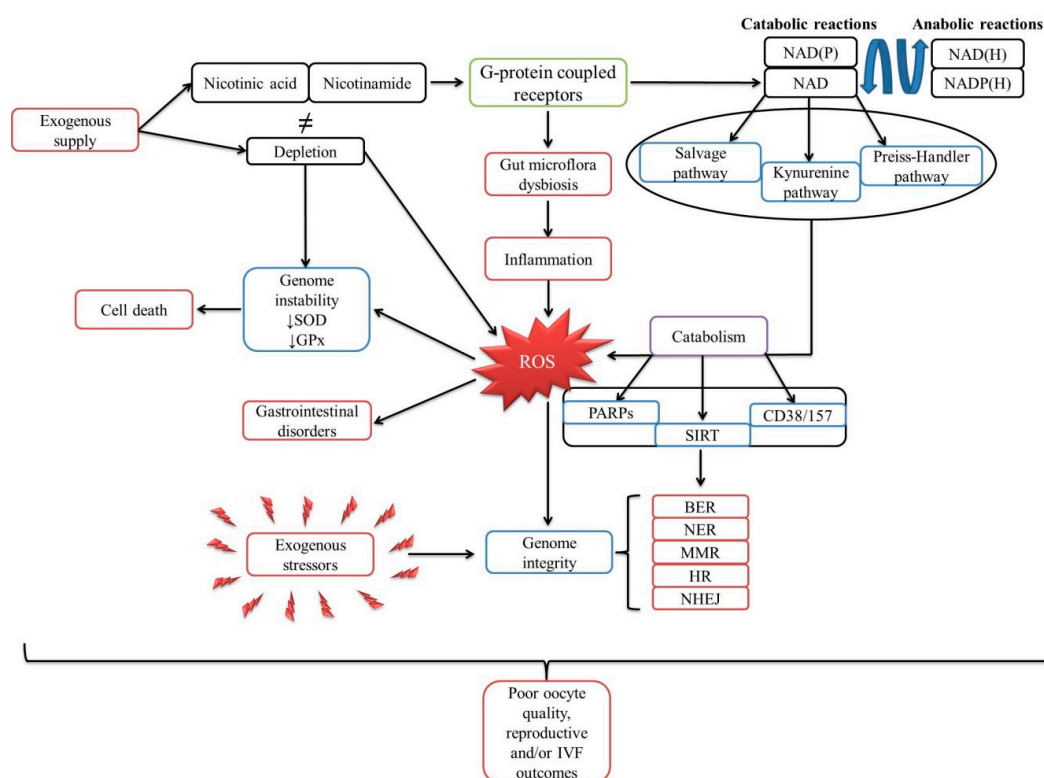 Catabolic reactions
Anabolic reactions
NAD(P)
NAD(H)
NAD
NADP(H)
Nicotinic acid
Nicotinamide
G-protein coupled
receptors
Exogenous
supply
≠
Depletion
Salvage
pathway
Kynurenine
pathway
Preiss-Handler
pathway
Gut microflora
dysbiosis
Inflammation
Genome
instability
↓SOD
↓GPx
Cell death
ROS
Catabolism
Gastrointestinal
disorders
PARPs
SIRT
CD38/157
BER
NER
MMR
HR
NHEJ
Exogenous
stressors
Genome
integrity
Poor oocyte
quality,
reproductive
and/or IVF
outcomes